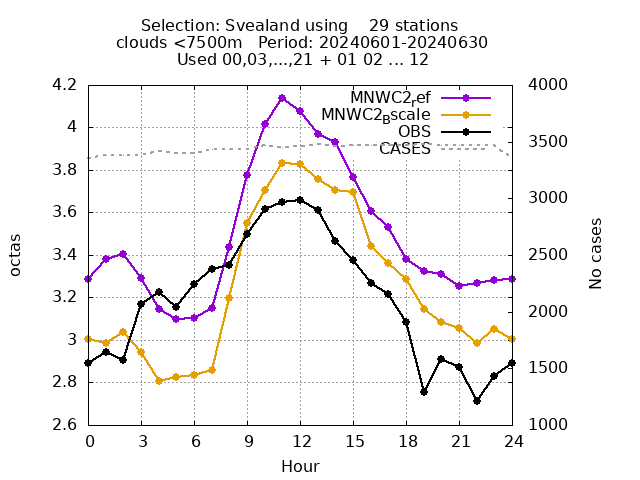 Selection: Svealand using    29 stations
clouds <7500m   Period: 20240601-20240630
Used 00,03,...,21 + 01 02 ... 12
4.2
4
3.8
3.6
3.4
3.2
3
2.8
2.6
octas
MNWC2_ref
MNWC2_Bscale
OBS
CASES
4000
3500
3000
2500
2000
1500
1000
No cases
0 3 6 9 12 15 18 21 24
Hour